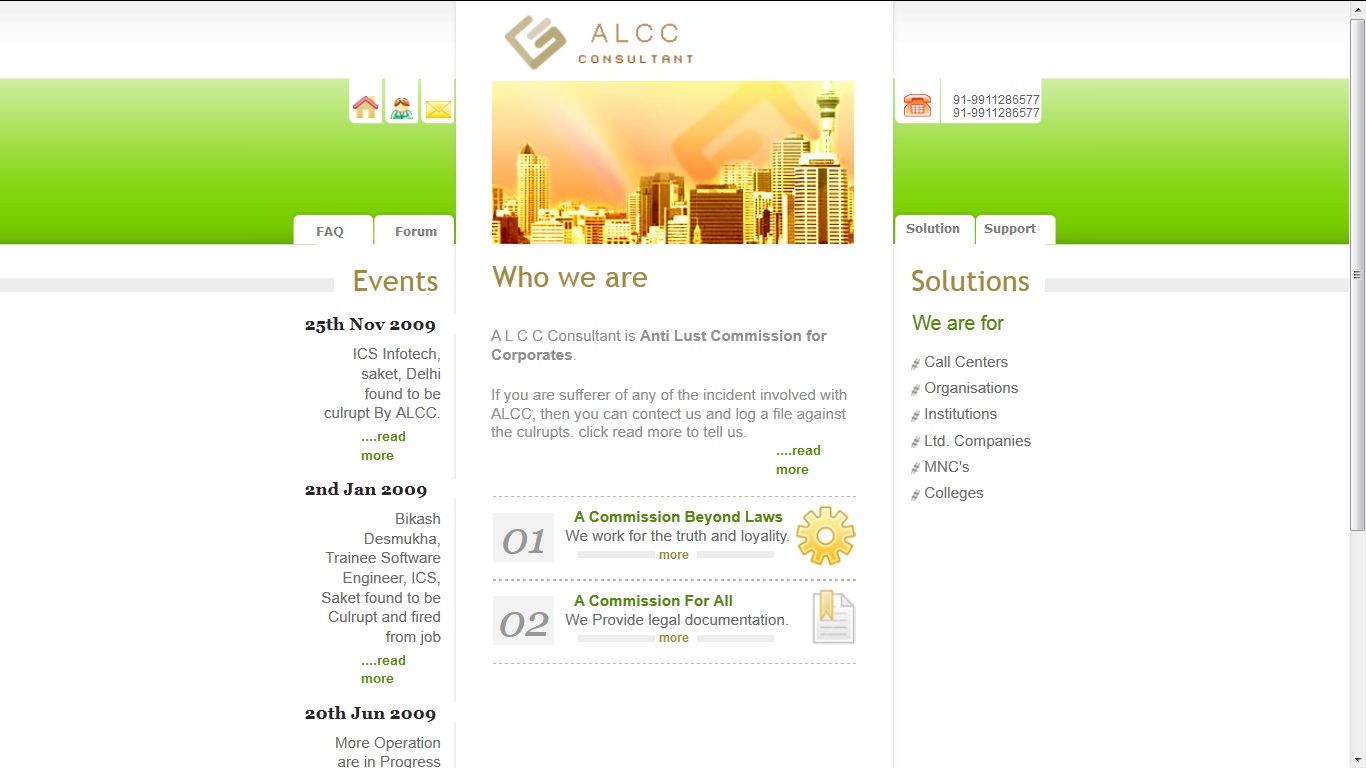 ALCC
CONSULTANT
91-9911286577
91-9911286577
FAQ
Forum
Solution
Support
Events
25th Nov 2009
ICS Infotech,
saket, Delhi
found to be
culrupt By ALCC.
....read
more
2nd Jan 2009
Bikash
Desmukha,
Trainee Software
Engineer, ICS,
Saket found to be
Culrupt and fired
from job
....read
more
20th Jun 2009
More Operation
are in Progress
Who we are
A L C C Consultant is Anti Lust Commission for
Corporates.
If you are sufferer of any of the incident involved with
ALCC, then you can contect us and log a file against
the culrupts. click read more to tell us.
....read
more
01
A Commission Beyond Laws
We work for the truth and loyality.
more
02
A Commission For All
We Provide legal documentation.
more
Solutions
We are for
Call Centers
Organisations
Institutions
Ltd. Companies
MNC's
Colleges